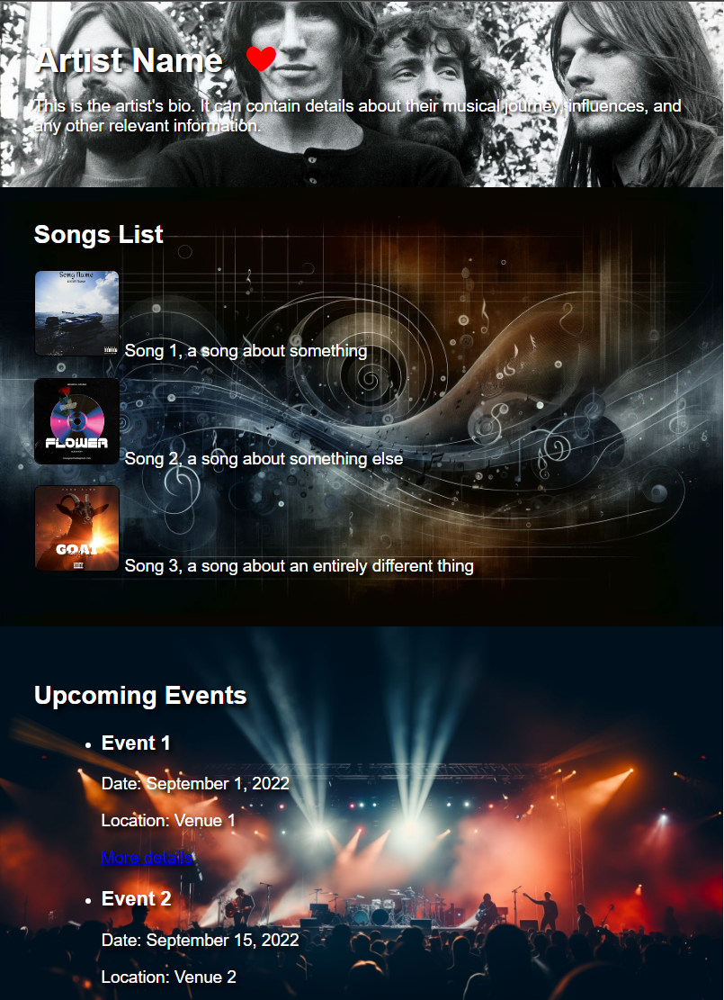 Artist Name
This is the artist's bio. It can contain details about their musical journey, influences, and
any other relevant information.
Songs List
Song Name
Song 1, a song about something
FLOWER
Song 2, a song about something else
GOAT
Song 3, a song about an entirely different thing
Upcoming Events
Event 1
Date: September 1, 2022
Location: Venue 1
More details
Event 2
Date: September 15, 2022
Location: Venue 2